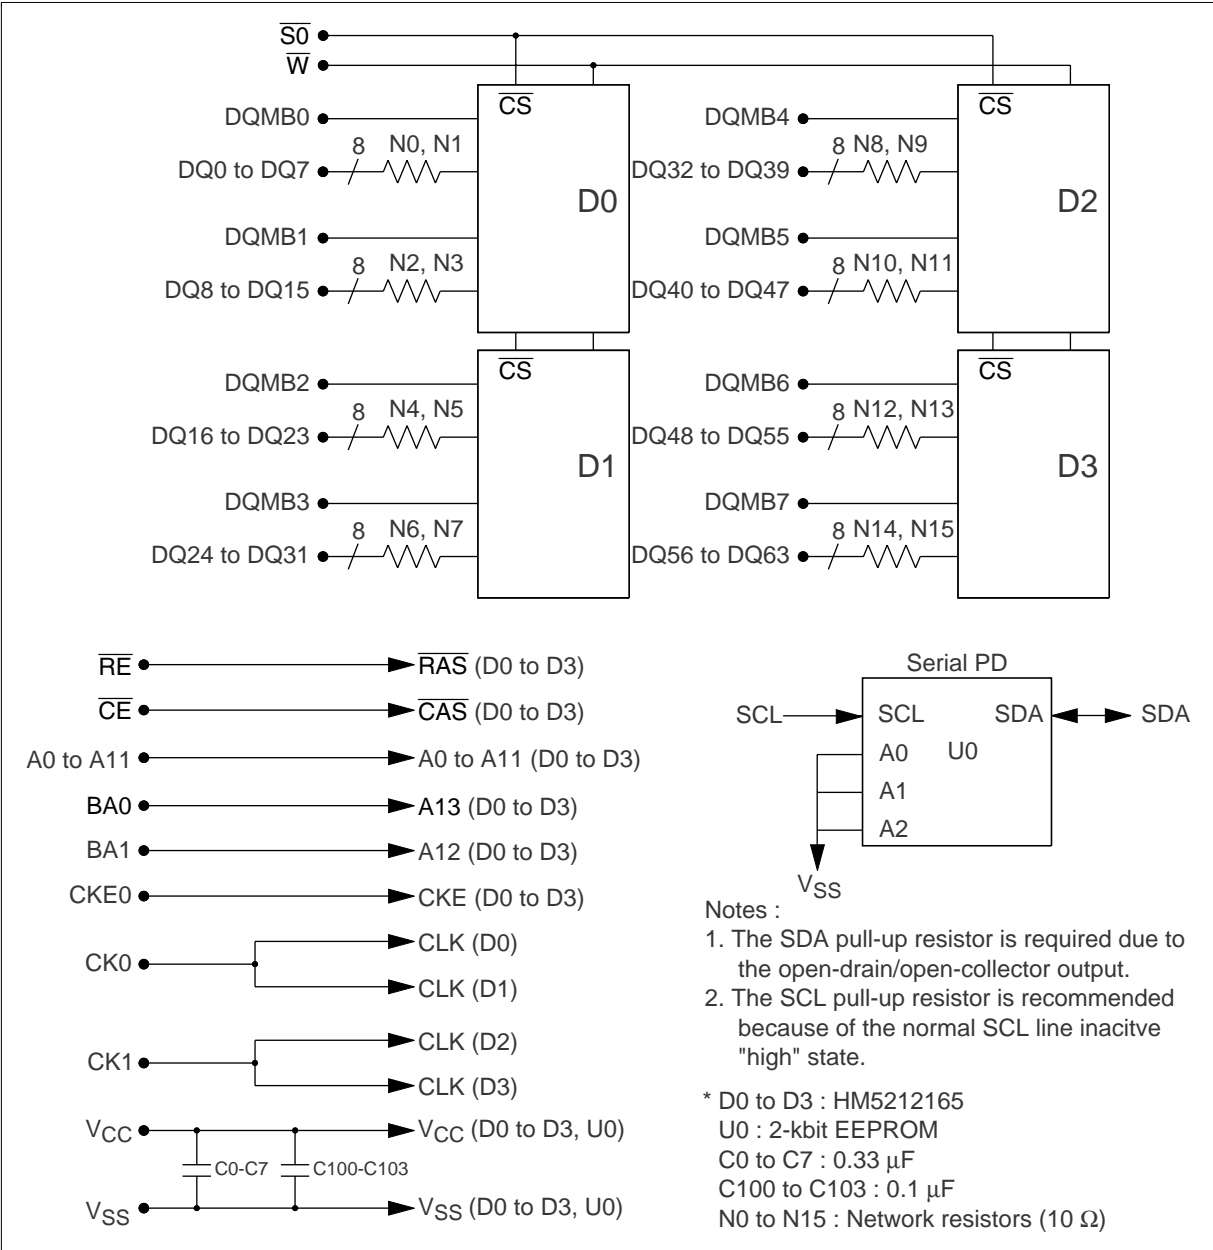 S0
W
CS
CS
DQMB0
DQMB4
8 N0, N1
8 N8, N9
DQ0 to DQ7
DQ32 to DQ39
D0
D2
DQMB1
DQMB5
8 N2, N3
8 N10, N11
DQ8 to DQ15
DQ40 to DQ47
CS
CS
DQMB2
DQMB6
8 N4, N5
8 N12, N13
DQ16 to DQ23
DQ48 to DQ55
D1
D3
DQMB3
DQMB7
8 N6, N7
8 N14, N15
DQ24 to DQ31
DQ56 to DQ63
RE
RAS (D0 to D3)
CE
CAS (D0 to D3)
A0 to A11
A0 to A11 (D0 to D3)
BA0
A13 (D0 to D3)
BA1
A12 (D0 to D3)
CKE0
CKE (D0 to D3)
CK0
CLK (D0)
CLK (D1)
CK1
CLK (D2)
CLK (D3)
VCC
VCC (D0 to D3, U0)
C0-C7
C100-C103
VSS
VSS (D0 to D3, U0)
Serial PD
SCL
SCL
SDA
SDA
A0
U0
A1
A2
VSS
Notes :
1. The SDA pull-up resistor is required due to
the open-drain/open-collector output.
2. The SCL pull-up resistor is recommended
because of the normal SCL line inacitve
"high" state.
* D0 to D3 : HM5212165
U0 : 2-kbit EEPROM
C0 to C7 : 0.33 μF
C100 to C103 : 0.1 μF
N0 to N15 : Network resistors (10 Ω)